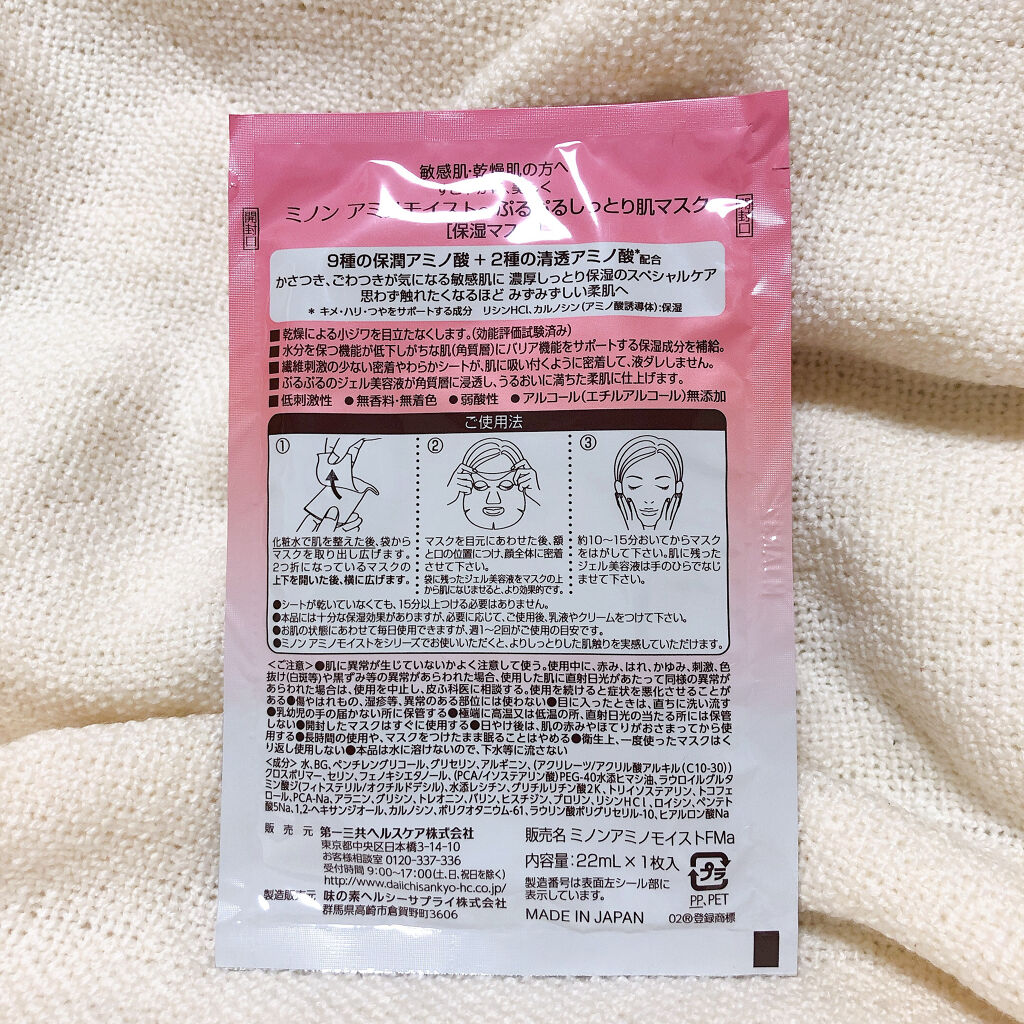 敏感肌・乾燥肌の方へ
ミノン アミノモイスト ぷるぷるしっとり肌マスク
[保湿マスク]
開封口
開封口
9種の保潤アミノ酸 + 2種の清透アミノ酸*配合
かさつき、ごわつきが気になる敏感肌に 濃厚しっとり保湿のスペシャルケア
思わず触れたくなるほど みずみずしい柔肌へ
* キメ・ハリ・つやをサポートする成分 リシンHCl、カルノシン(アミノ酸誘導体):保湿
■乾燥による小ジワを目立たなくします。(効能評価試験済み)
■水分を保つ機能が低下しがちな肌(角質層)にバリア機能をサポートする保湿成分を補給。
■繊維刺激の少ない密着やわらかシートが、肌に吸い付くように密着して、液ダレしません。
■ぷるぷるのジェル美容液が角質層に浸透し、うるおいに満ちた柔肌に仕上げます。
■低刺激性 ●無香料・無着色 ●弱酸性 ●アルコール(エチルアルコール)無添加
ご使用法
①
化粧水で肌を整えた後、袋から
マスクを取り出し広げます。
2つ折になっているマスクの
上下を開いた後、横に広げます。
②
マスクを目元にあわせた後、額
と口の位置につけ、顔全体に密着
させて下さい。
袋に残ったジェル美容液をマスクの上
から肌になじませると、より効果的です。
③
約10～15分おいてからマスク
をはがして下さい。肌に残った
ジェル美容液は手のひらでなじ
ませて下さい。
●シートが乾いていなくても、15分以上つける必要はありません。
●本品には十分な保湿効果がありますが、必要に応じて、ご使用後、乳液やクリームをつけて下さい。
●お肌の状態にあわせて毎日使用できますが、週1～2回がご使用の目安です。
●ミノン アミノモイストをシリーズでお使いいただくと、よりしっとりした肌触りを実感していただけます。
<ご注意>●肌に異常が生じていないかよく注意して使う。使用中に、赤み、はれ、かゆみ、刺激、色
抜け(白斑等)や黒ずみ等の異常があらわれた場合、使用した肌に直射日光があたって同様の異常が
あらわれた場合は、使用を中止し、皮ふ科医に相談する。使用を続けると症状を悪化させることが
ある●傷やはれもの、湿疹等、異常のある部位には使わない●目に入ったときは、直ちに洗い流す
●乳幼児の手の届かない所に保管する●極端に高温又は低温の所、直射日光の当たる所には保管
しない●開封したマスクはすぐに使用する●日やけ後は、肌の赤みやほてりがおさまってから使
用する●長時間の使用や、マスクをつけたまま眠ることはやめる●衛生上、一度使ったマスクはく
り返し使用しない●本品は水に溶けないので、下水等に流さない
<成分> 水、BG、ペンチレングリコール、グリセリン、アルギニン、(アクリレーツ/アクリル酸アルキル(C10-30))
クロスポリマー、セリン、フェノキシエタノール、(PCA/イソステアリン酸)PEG-40水添ヒマシ油、ラウロイルグルタ
ミン酸ジ(フィトステリル/オクチルドデシル)、水添レシチン、グリチルリチン酸2K、トリイソステアリン、トコフェ
ロール、PCA-Na、アラニン、グリシン、トレオニン、バリン、ヒスチジン、プロリン、リシンHCl、ロイシン、ペンテト
酸5Na、1,2-ヘキサンジオール、カルノシン、ポリクオタニウム-61、ラウリン酸ポリグリセリル-10、ヒアルロン酸Na
販売元 第一三共ヘルスケア株式会社
東京都中央区日本橋3-14-10
お客様相談室 0120-337-336
受付時間 9:00～17:00(土、日、祝日を除く)
http://www.daiichisankyo-hc.co.jp/
製造販売元 味の素ヘルシーサプライ株式会社
群馬県高崎市倉賀野町3606
販売名 ミノンアミノモイストFMa
内容量:22mL×1枚入
製造番号は表面左シール部に
表示しています。
MADE IN JAPAN
プラ
PP, PET
02®登録商標